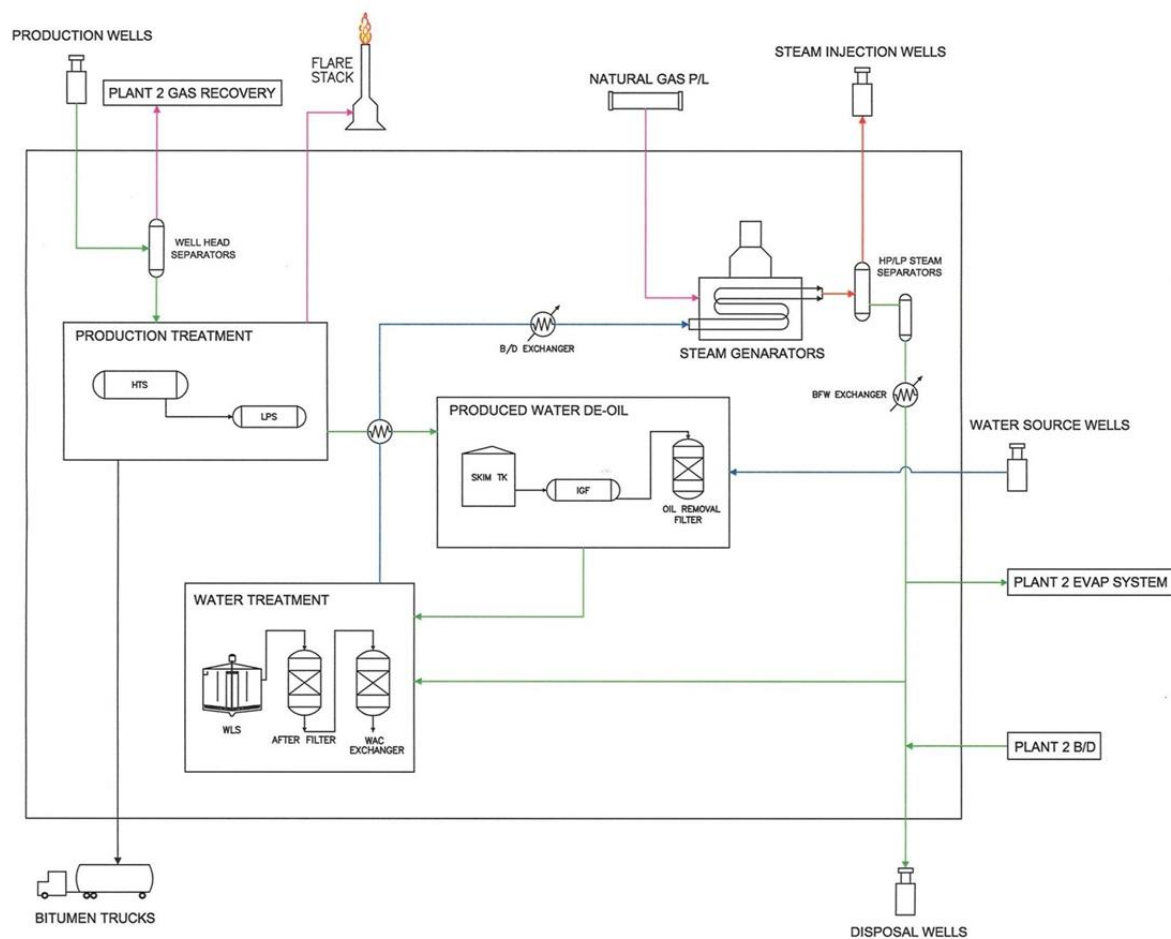 PRODUCTION WELLS
PLANT 2 GAS RECOVERY
FLARE
STACK
NATURAL GAS P/L
STEAM INJECTION WELLS
WELL HEAD
SEPARATORS
HP/LP STEAM
SEPARATORS
PRODUCTION TREATMENT
HTS
LPS
B/D EXCHANGER
STEAM GENARATORS
BFW EXCHANGER
PRODUCED WATER DE-OIL
SKIM TK
IGF
OIL REMOVAL
FILTER
WATER SOURCE WELLS
PLANT 2 EVAP SYSTEM
WATER TREATMENT
WLS
AFTER FILTER
WAC
EXCHANGER
PLANT 2 B/D
BITUMEN TRUCKS
DISPOSAL WELLS